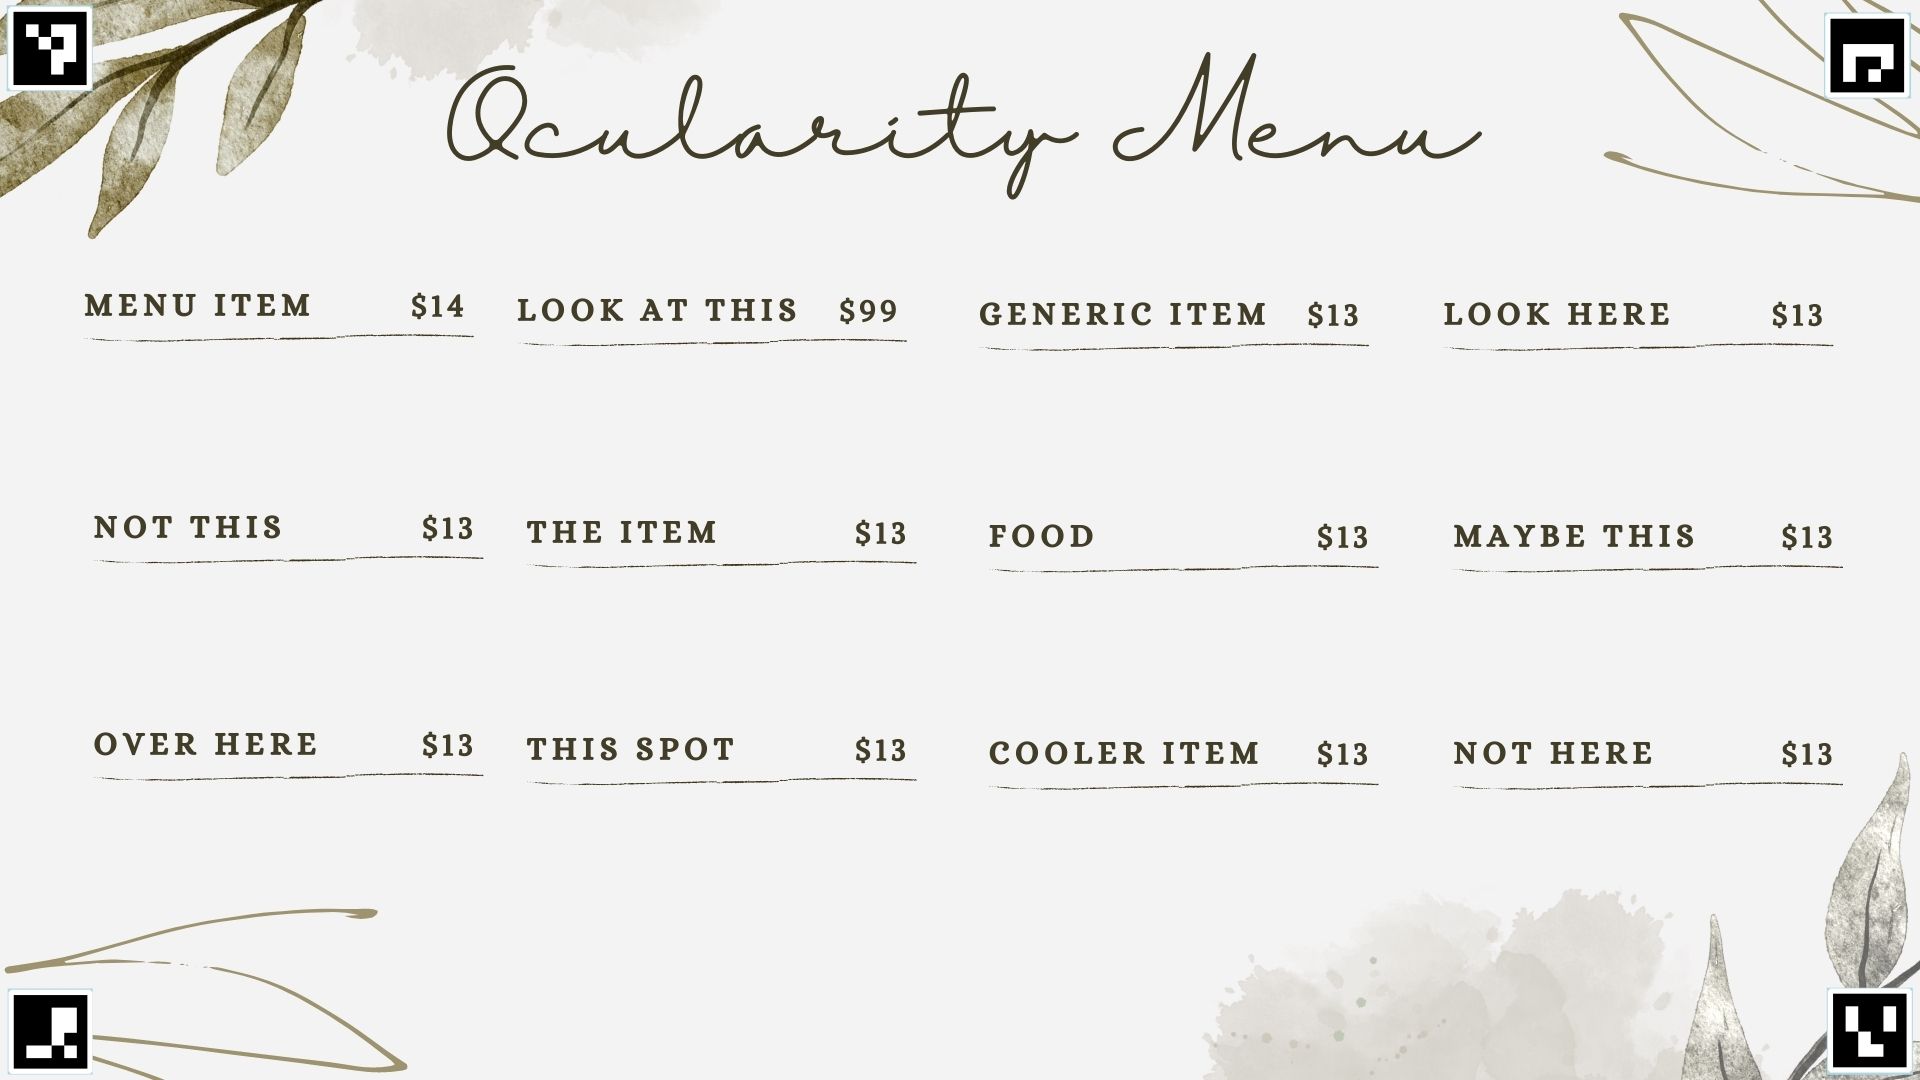 Ocularity Menu
MENU ITEM $14 LOOK AT THIS $99 GENERIC ITEM $13 LOOK HERE $13
NOT THIS $13 THE ITEM $13 FOOD $13 MAYBE THIS $13
OVER HERE $13 THIS SPOT $13 COOLER ITEM $13 NOT HERE $13